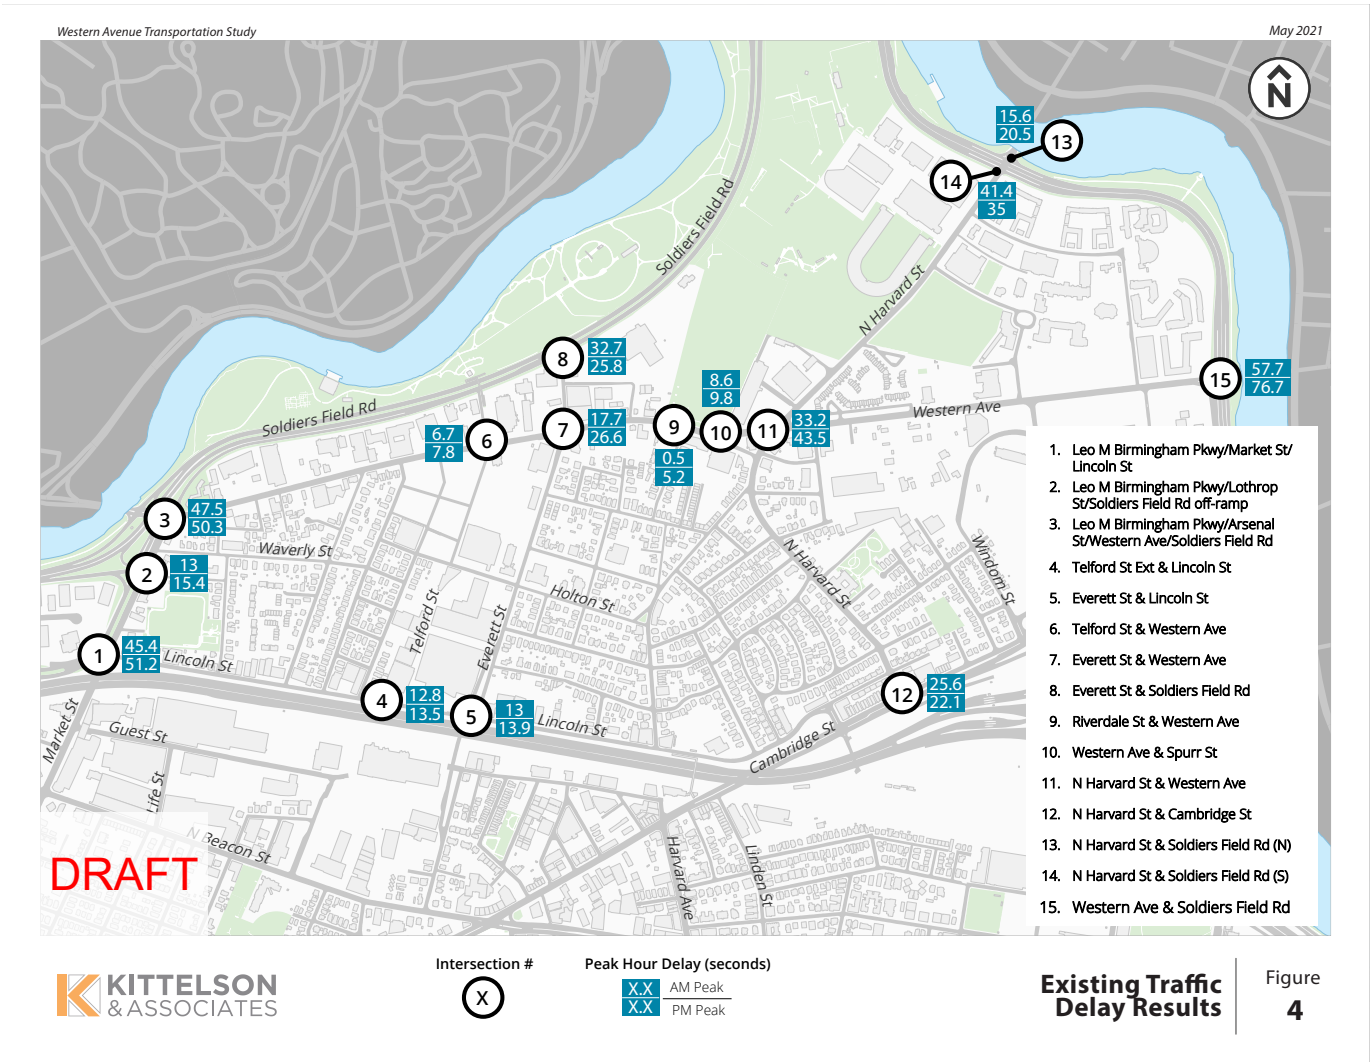 Western Avenue Transportation Study
May 2021
N
15.6
20.5
13
14
41.4
35
Soldiers Field Rd
N Harvard St
8
32.7
25.8
8.6
9.8
15
57.7
76.7
Soldiers Field Rd
Western Ave
6.7
7.8
6
7
17.7
26.6
9
10
11
33.2
43.5
0.5
5.2
3
47.5
50.3
Waverly St
2
13
15.4
N Harvard St
Windom St
Holton St
Telford St
Everett St
1
45.4
51.2
Lincoln St
4
12.8
13.5
5
13
13.9
Lincoln St
12
25.6
22.1
Market St
Guest St
Cambridge St
Life St
N Beacon St
Harvard Ave
Linden St
DRAFT
1. Leo M Birmingham Pkwy/Market St/
Lincoln St
2. Leo M Birmingham Pkwy/Lothrop
St/Soldiers Field Rd off-ramp
3. Leo M Birmingham Pkwy/Arsenal
St/Western Ave/Soldiers Field Rd
4. Telford St Ext & Lincoln St
5. Everett St & Lincoln St
6. Telford St & Western Ave
7. Everett St & Western Ave
8. Everett St & Soldiers Field Rd
9. Riverdale St & Western Ave
10. Western Ave & Spurr St
11. N Harvard St & Western Ave
12. N Harvard St & Cambridge St
13. N Harvard St & Soldiers Field Rd (N)
14. N Harvard St & Soldiers Field Rd (S)
15. Western Ave & Soldiers Field Rd
KITTELSON
& ASSOCIATES
Intersection #
X
Peak Hour Delay (seconds)
X.X AM Peak
X.X PM Peak
Existing Traffic
Delay Results
Figure
4